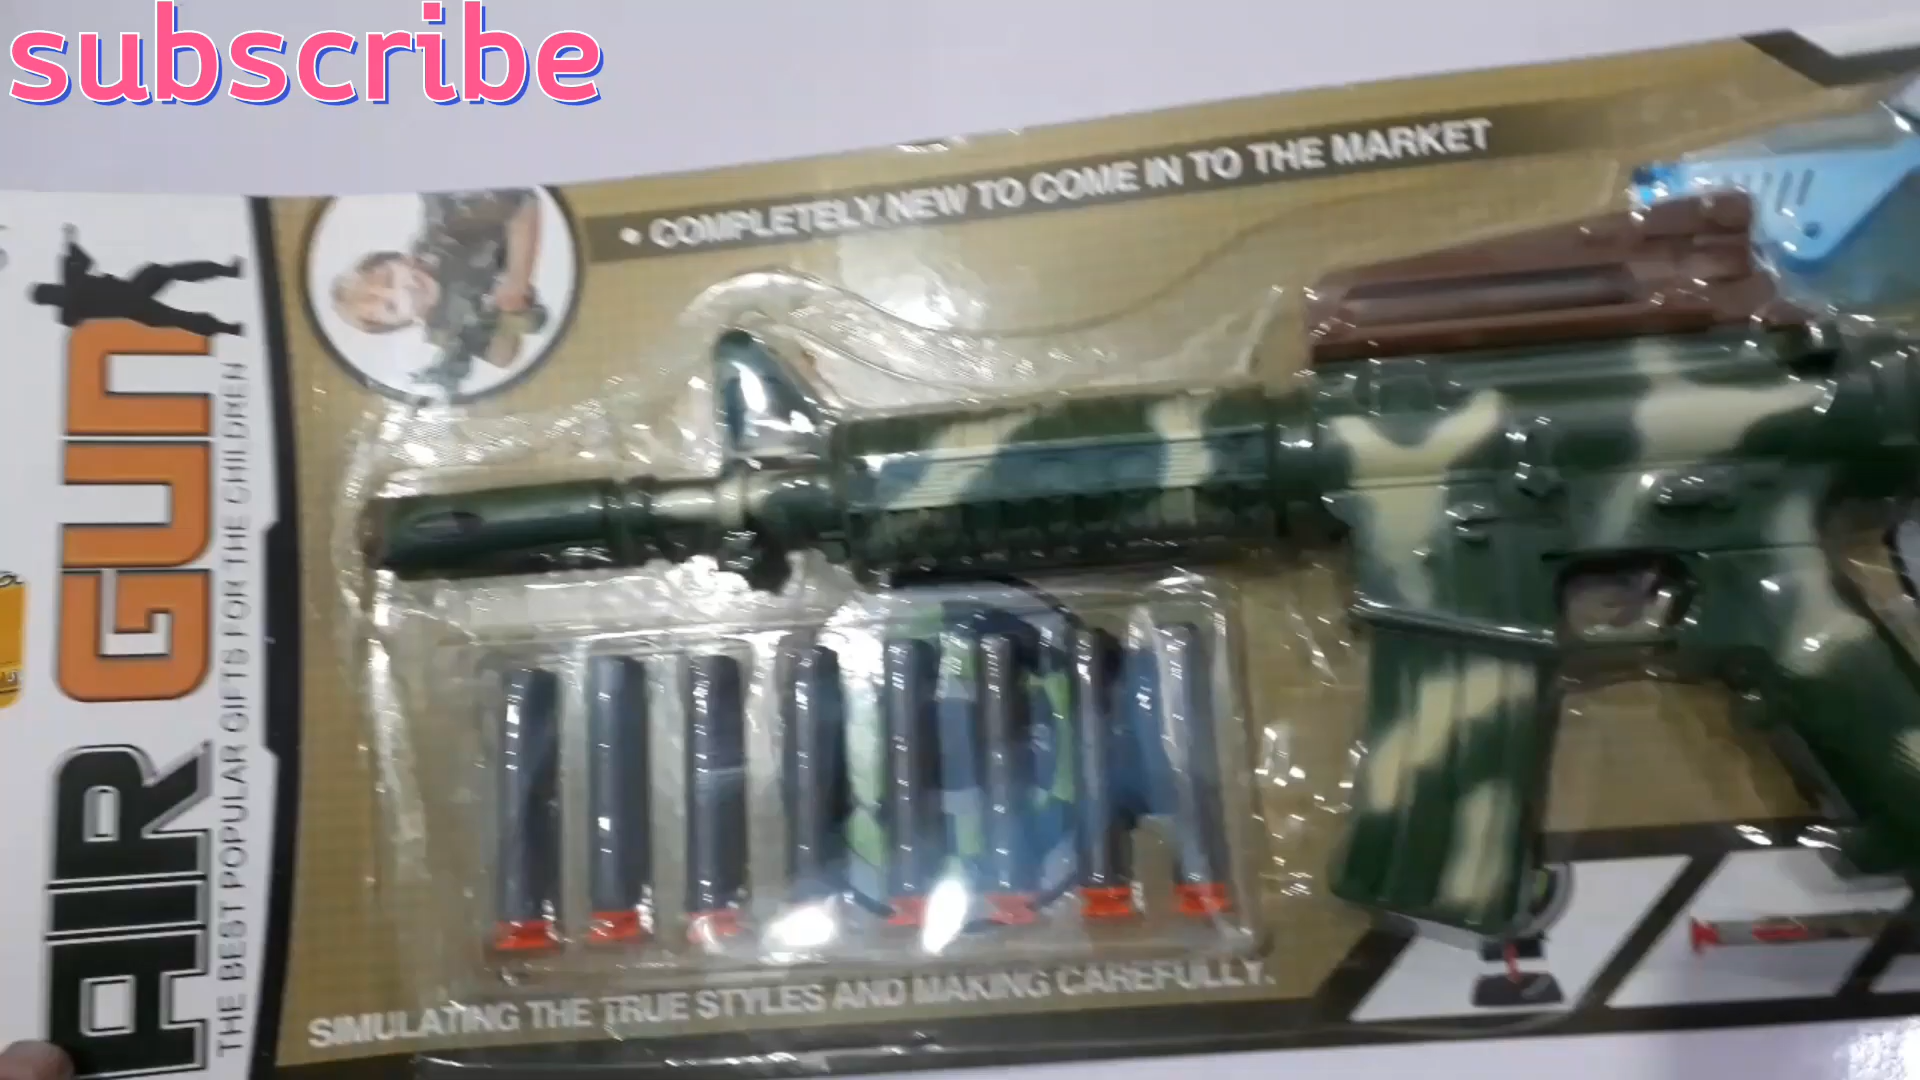 subscribe
• COMPLETELY NEW TO COME IN TO THE MARKET
AIR GUN
THE BEST POPULAR GIFTS FOR THE CHILDREN
SIMULATING THE TRUE STYLES AND MAKING CAREFULLY.